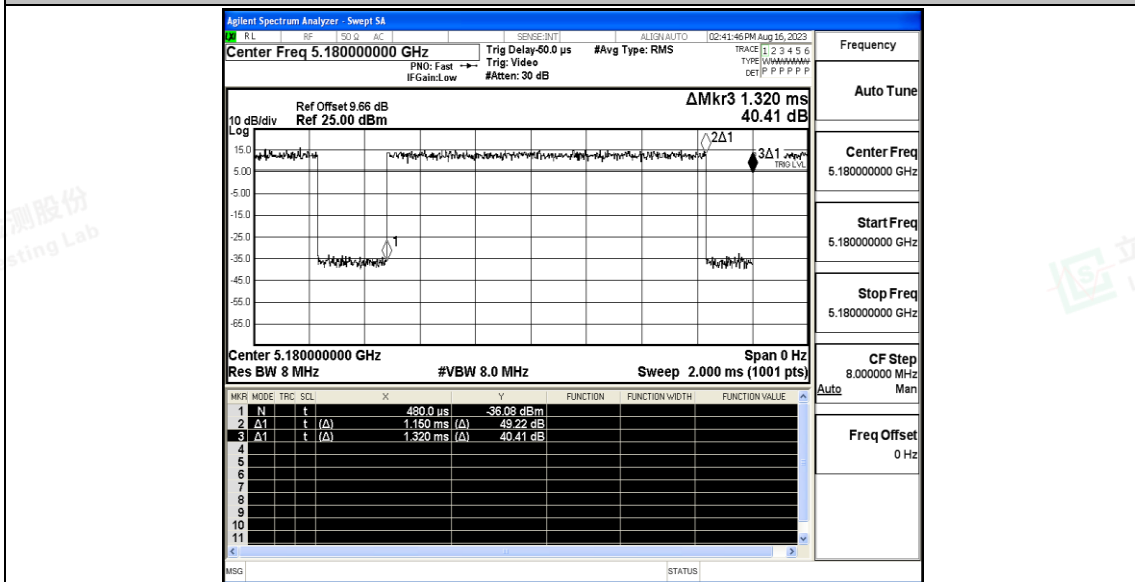 Agilent Spectrum Analyzer - Swept SA
RL RF 50 Ω AC SENSE:INT ALIGN AUTO 02:41:46 PM Aug 16, 2023
Center Freq 5.180000000 GHz
Trig Delay-50.0 µs #Avg Type: RMS
TRACE 1 2 3 4 5 6
PNO: Fast Trig: Video
TYPE WWWWWW
IFGain:Low #Atten: 30 dB
DET P P P P P P
ΔMkr3 1.320 ms
40.41 dB
Ref Offset 9.66 dB
10 dB/div Ref 25.00 dBm
Log
15.0
5.00
-5.00
-15.0
-25.0
-35.0
-45.0
-55.0
-65.0
2Δ1
3Δ1
TRIG LVL
1
Center 5.180000000 GHz Span 0 Hz
Res BW 8 MHz #VBW 8.0 MHz Sweep 2.000 ms (1001 pts)
MKR MODE TRC SCL X Y FUNCTION FUNCTION WIDTH FUNCTION VALUE
1 N t 480.0 µs -36.08 dBm
2 Δ1 t (Δ) 1.150 ms (Δ) 49.22 dB
3 Δ1 t (Δ) 1.320 ms (Δ) 40.41 dB
4
5
6
7
8
9
10
11
MSG STATUS
Frequency
Auto Tune
Center Freq
5.180000000 GHz
Start Freq
5.180000000 GHz
Stop Freq
5.180000000 GHz
CF Step
8.000000 MHz
Auto Man
Freq Offset
0 Hz
测股份
sting Lab
立